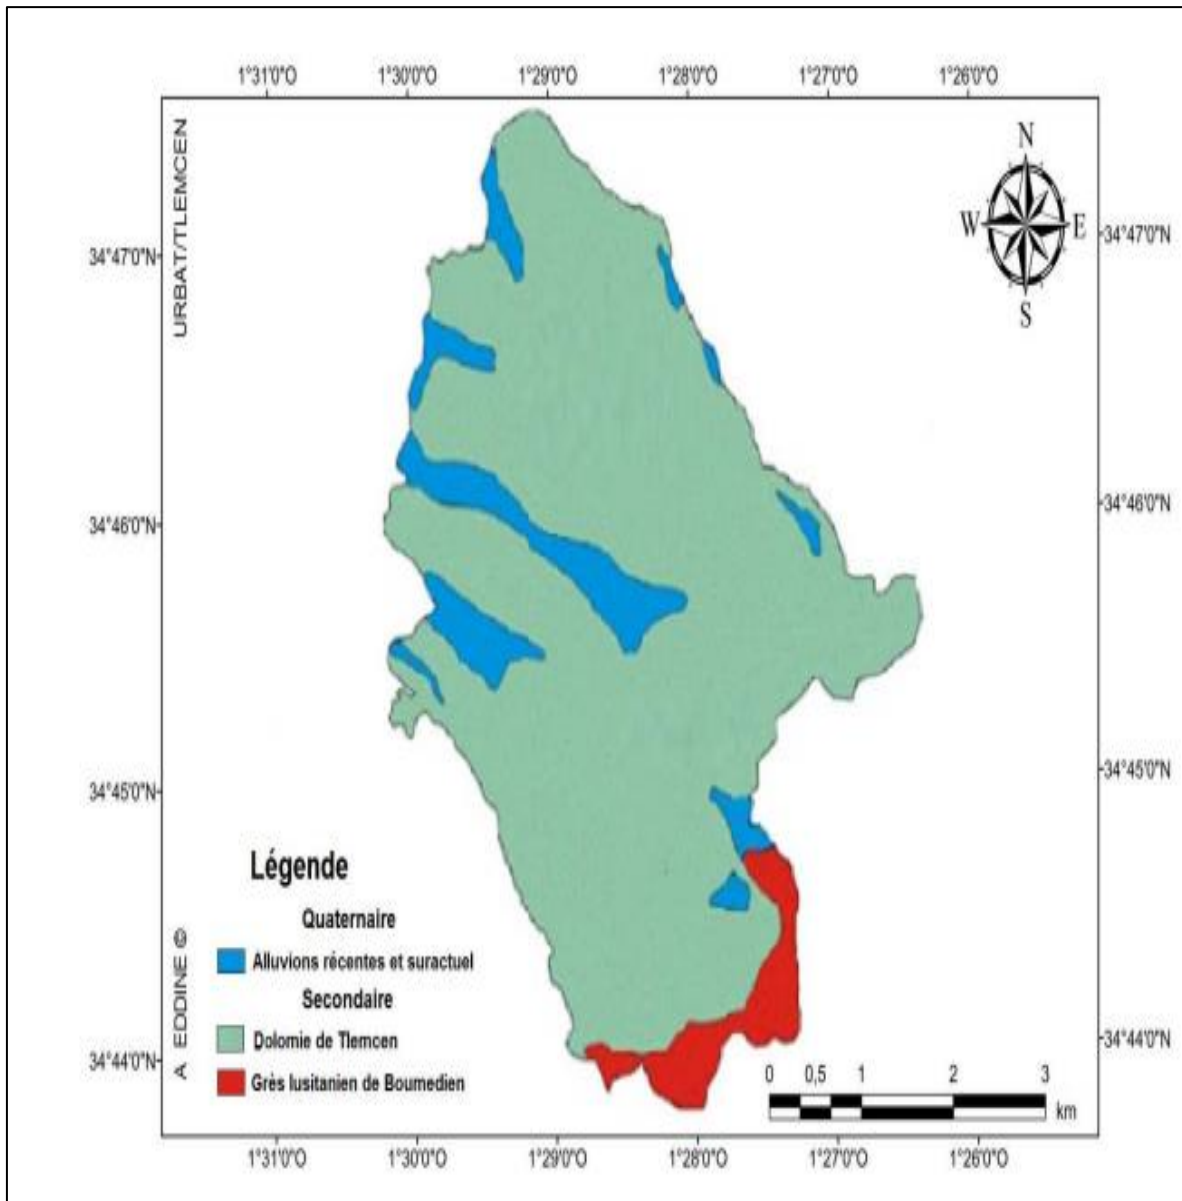 1°31'0"O 1°30'0"O 1°29'0"O 1°28'0"O 1°27'0"O 1°26'0"O
URBAT/TLEMCEN
N
W E
S
34°47'0"N 34°47'0"N
34°46'0"N 34°46'0"N
34°45'0"N 34°45'0"N
Légende
Quaternaire
Alluvions récentes et suractuel
Secondaire
Dolomie de Tlemcen
Grès lusitanien de Boumedien
A EDDINE ©
34°44'0"N 34°44'0"N
0 0,5 1 2 3
km
1°31'0"O 1°30'0"O 1°29'0"O 1°28'0"O 1°27'0"O 1°26'0"O